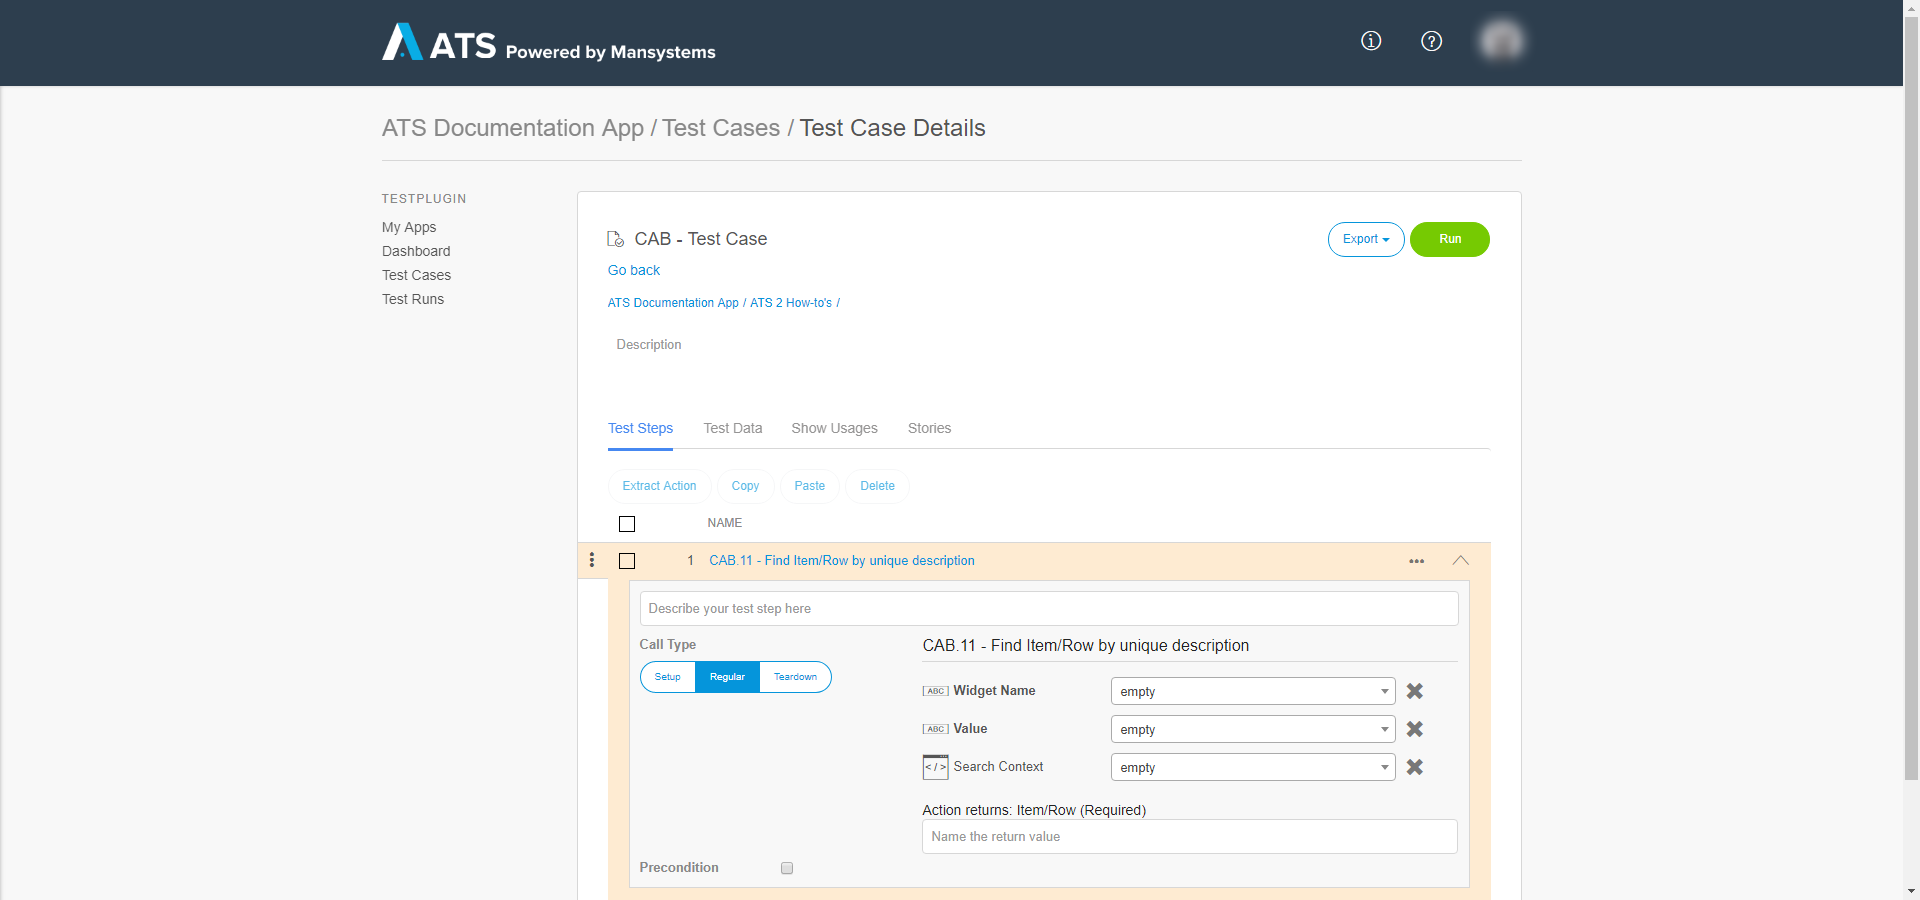 ATS Powered by Mansystems
ATS Documentation App / Test Cases / Test Case Details
TESTPLUGIN
My Apps
Dashboard
Test Cases
Test Runs
CAB - Test Case
Export
Run
Go back
ATS Documentation App / ATS 2 How-to's /
Description
Test Steps
Test Data
Show Usages
Stories
Extract Action
Copy
Paste
Delete
NAME
1 CAB.11 - Find Item/Row by unique description
Describe your test step here
Call Type
Setup
Regular
Teardown
CAB.11 - Find Item/Row by unique description
ABC Widget Name
empty
ABC Value
empty
</> Search Context
empty
Action returns: Item/Row (Required)
Name the return value
Precondition